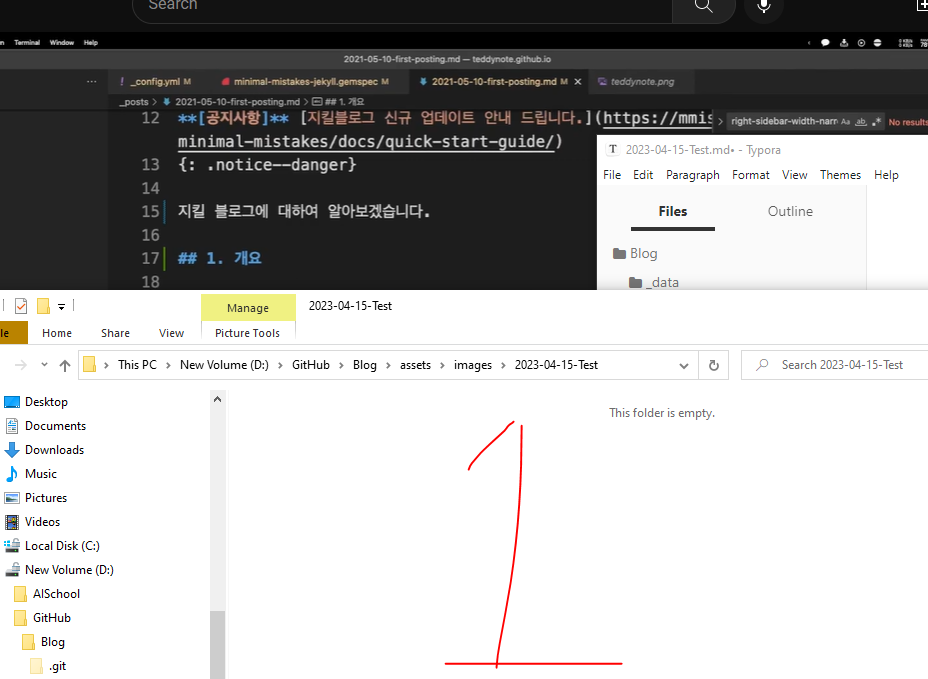 Search
Terminal Window Help
2021-05-10-first-posting.md — teddynote.github.io
... ! _config.yml M minimal-mistakes-jekyll.gemspec M 2021-05-10-first-posting.md M × teddynote.png
_posts > 2021-05-10-first-posting.md > ## 1. 개요
12 **[공지사항]** [지킬블로그 신규 업데이트 안내 드립니다.](https://mmis
minimal-mistakes/docs/quick-start-guide/)
13 {: .notice--danger}
14
15 지킬 블로그에 대하여 알아보겠습니다.
16
17 ## 1. 개요
18
> right-sidebar-width-narr Aa ab .* No results
T 2023-04-15-Test.md• - Typora
File Edit Paragraph Format View Themes Help
Files Outline
Blog
_data
Manage 2023-04-15-Test
le Home Share View Picture Tools
This PC > New Volume (D:) > GitHub > Blog > assets > images > 2023-04-15-Test
Search 2023-04-15-Test
This folder is empty.
Desktop
Documents
Downloads
Music
Pictures
Videos
Local Disk (C:)
New Volume (D:)
AISchool
GitHub
Blog
.git
1